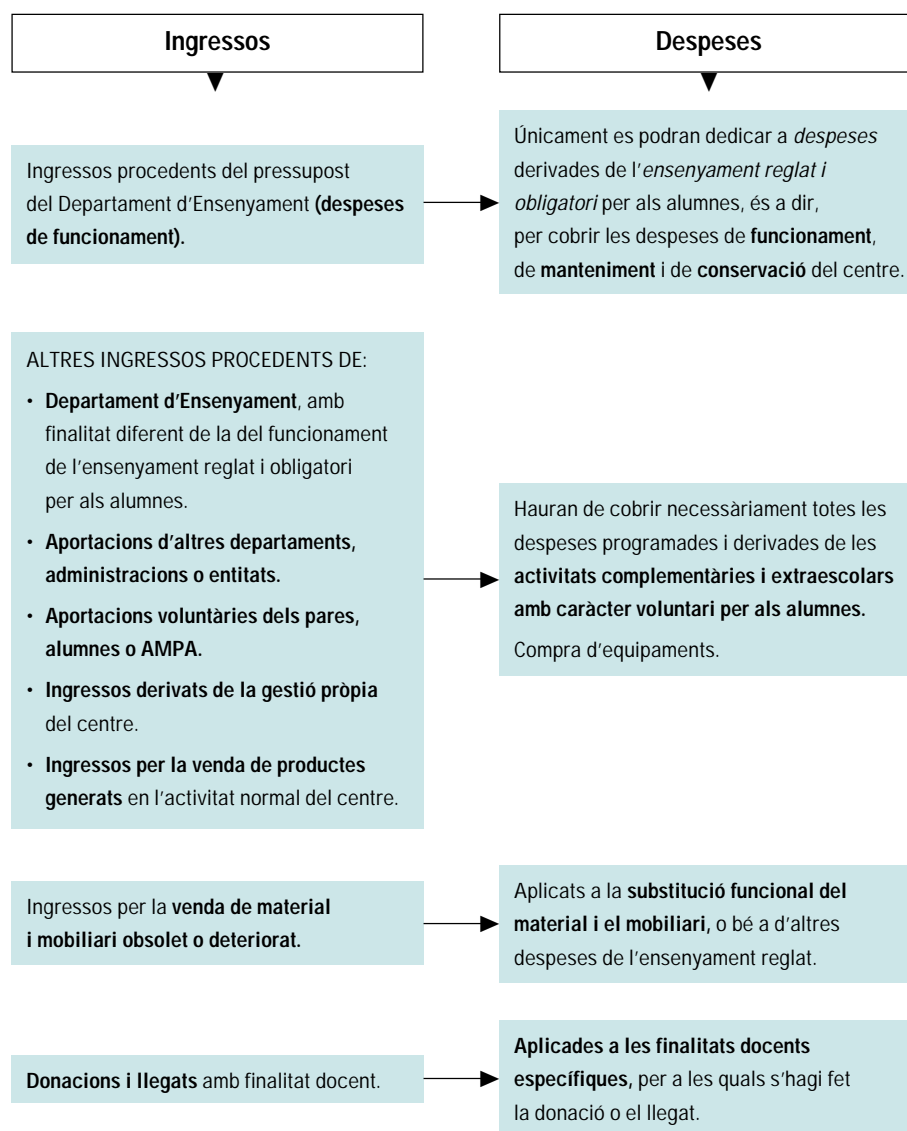 Ingressos
Despeses
Ingressos procedents del pressupost
del Departament d’Ensenyament (despeses
de funcionament).
Únicament es podran dedicar a despeses
derivades de l’ensenyament reglat i
obligatori per als alumnes, és a dir,
per cobrir les despeses de funcionament,
de manteniment i de conservació del centre.
ALTRES INGRESSOS PROCEDENTS DE:
• Departament d’Ensenyament, amb
finalitat diferent de la del funcionament
de l’ensenyament reglat i obligatori
per als alumnes.
• Aportacions d’altres departaments,
administracions o entitats.
• Aportacions voluntàries dels pares,
alumnes o AMPA.
• Ingressos derivats de la gestió pròpia
del centre.
• Ingressos per la venda de productes
generats en l’activitat normal del centre.
Hauran de cobrir necessàriament totes les
despeses programades i derivades de les
activitats complementàries i extraescolars
amb caràcter voluntari per als alumnes.
Compra d’equipaments.
Ingressos per la venda de material
i mobiliari obsolet o deteriorat.
Aplicats a la substitució funcional del
material i el mobiliari, o bé a d’altres
despeses de l’ensenyament reglat.
Donacions i llegats amb finalitat docent.
Aplicades a les finalitats docents
específiques, per a les quals s’hagi fet
la donació o el llegat.